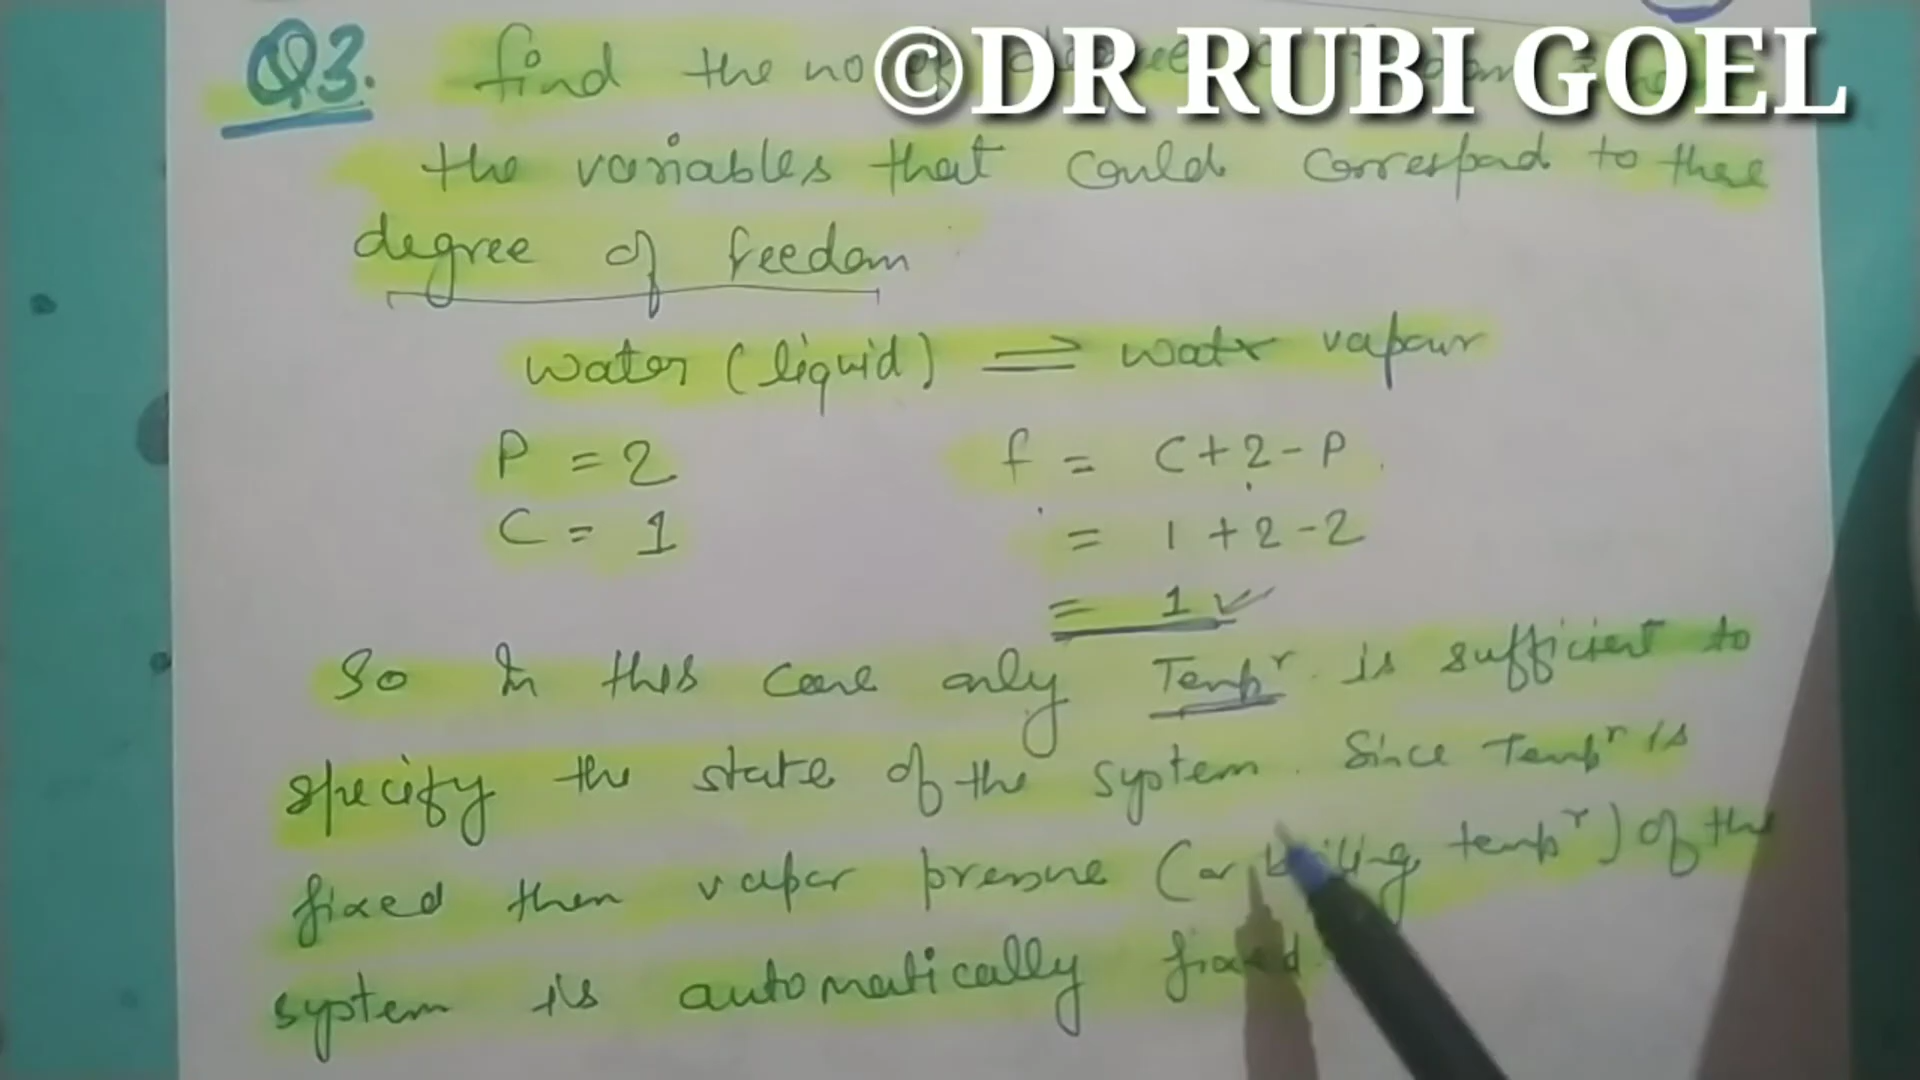 ©DR RUBI GOEL
Q3. find the no
the variables that could correspond to these
degree of freedom
water (liquid) ⇌ water vapour
P = 2 f = C+2-P
C = 1 = 1+2-2
= 1 ✓
So in this case only Tempr is sufficient to
specify the state of the system. Since Tempr is
fixed then vapor pressure (or boiling tempr) of the
system is automatically fixed.